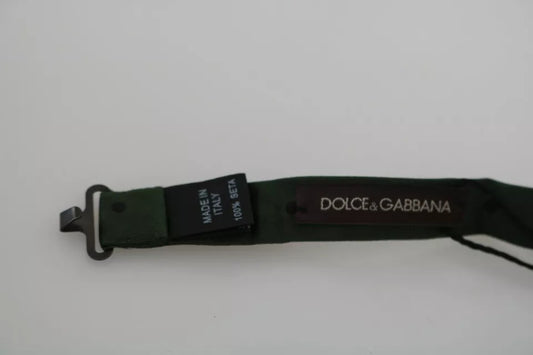 MADE IN
ITALY
100% SETA
DOLCE & GABBANA